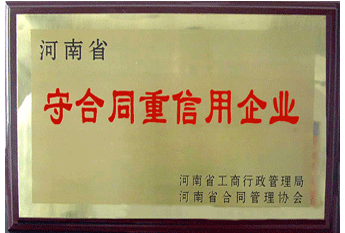 河南省
守合同重信用企业
河南省工商行政管理局
河南省合同管理协会